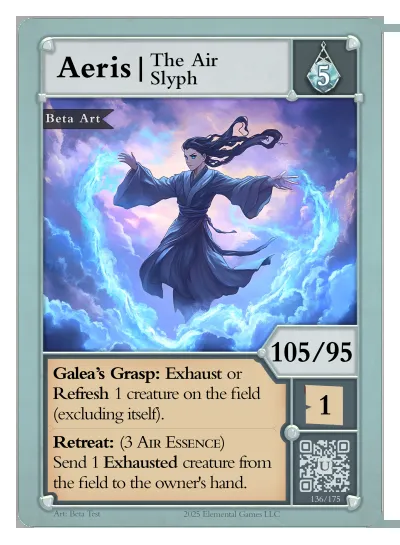 Aeris | The Air
Slyph
5
Beta Art
105/95
Galea's Grasp: Exhaust or
Refresh 1 creature on the field
(excluding itself).
1
Retreat: (3 AIR ESSENCE)
Send 1 Exhausted creature from
the field to the owner's hand.
U
136/175
Art: Beta Test
2025 Elemental Games LLC